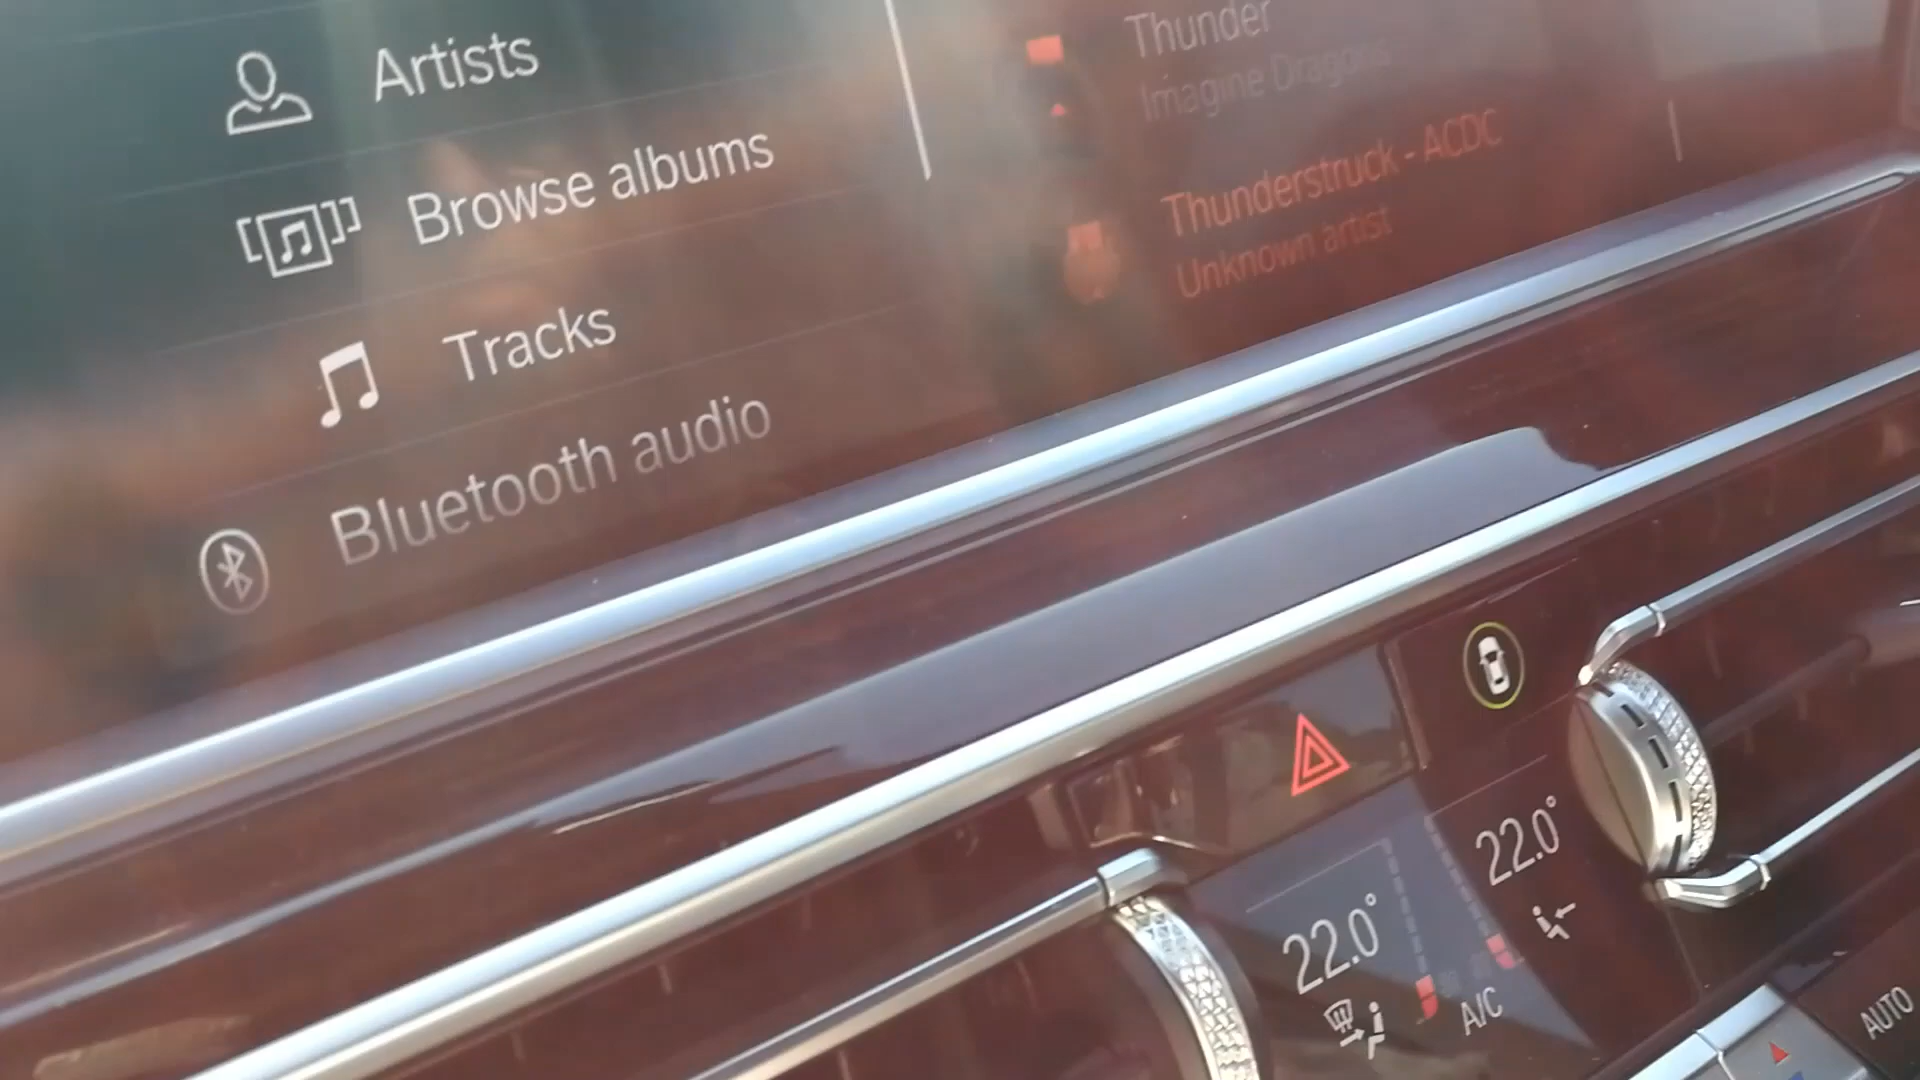 Artists
Browse albums
Tracks
Bluetooth audio
Thunder
Imagine Dragons
Thunderstruck - ACDC
Unknown artist
22.0°
22.0°
A/C
AUTO